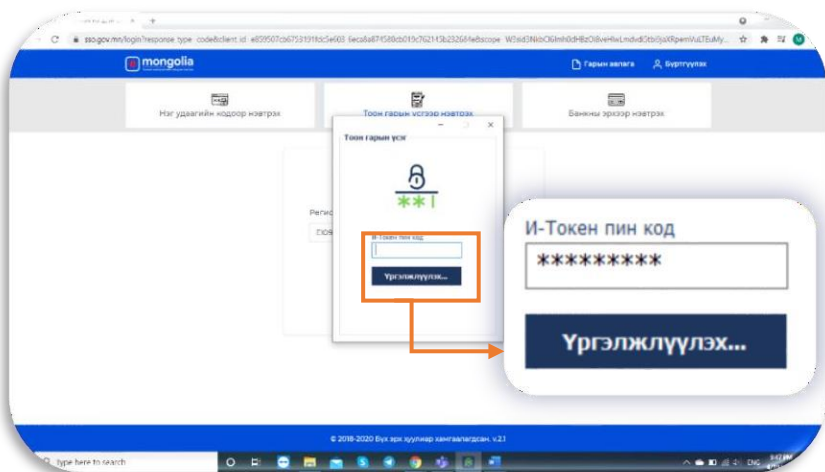 mongolia
Гарын авлага
Бүртгүүлэх
Нэг удаагийн кодоор нэвтрэх
Тоон гарын үсгээр нэвтрэх
Банкны эрхээр нэвтрэх
Тоон гарын үсэг
**|
И-Токен пин код
Үргэлжлүүлэх...
И-Токен пин код
*********
Үргэлжлүүлэх...
© 2018-2020 Бүх эрх хуулиар хамгаалагдсан. v.2.1
Type here to search
ENG